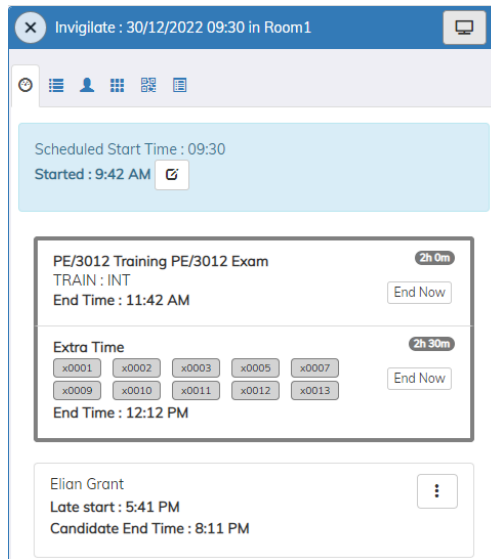 Invigilate : 30/12/2022 09:30 in Room1
Scheduled Start Time : 09:30
Started : 9:42 AM
PE/3012 Training PE/3012 Exam
2h 0m
TRAIN : INT
End Time : 11:42 AM
End Now
Extra Time
2h 30m
x0001 x0002 x0003 x0005 x0007
End Now
x0009 x0010 x0011 x0012 x0013
End Time : 12:12 PM
Elian Grant
Late start : 5:41 PM
Candidate End Time : 8:11 PM